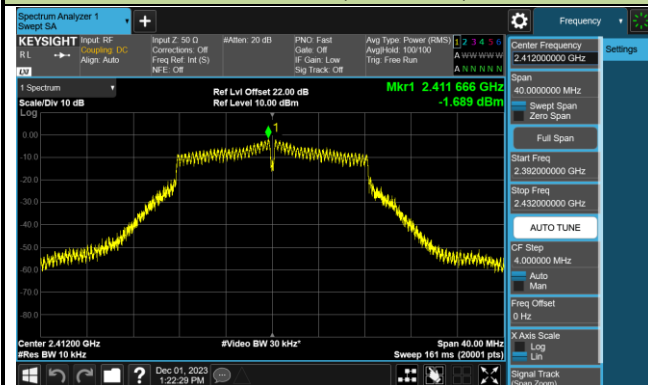 Spectrum Analyzer 1
Swept SA
Frequency
KEYSIGHT
RL
LXI
Input: RF
Coupling: DC
Align: Auto
Input Z: 50 Ω
Corrections: Off
Freq Ref: Int (S)
NFE: Off
#Atten: 20 dB
PNO: Fast
Gate: Off
IF Gain: Low
Sig Track: Off
Avg Type: Power (RMS)
Avg|Hold: 100/100
Trig: Free Run
1 2 3 4 5 6
A W W W W W
A N N N N N
Center Frequency
2.412000000 GHz
Settings
Span
40.0000000 MHz
Swept Span
Zero Span
Full Span
Start Freq
2.392000000 GHz
Stop Freq
2.432000000 GHz
AUTO TUNE
CF Step
4.000000 MHz
Auto
Man
Freq Offset
0 Hz
X Axis Scale
Log
Lin
Signal Track
(Span Zoom)
1 Spectrum
Scale/Div 10 dB
Log
Ref Lvl Offset 22.00 dB
Ref Level 10.00 dBm
Mkr1 2.411 666 GHz
-1.689 dBm
1
0.00
-10.0
-20.0
-30.0
-40.0
-50.0
-60.0
-70.0
-80.0
Center 2.41200 GHz
#Res BW 10 kHz
#Video BW 30 kHz*
Span 40.00 MHz
Sweep 161 ms (20001 pts)
?
Dec 01, 2023
1:22:29 PM